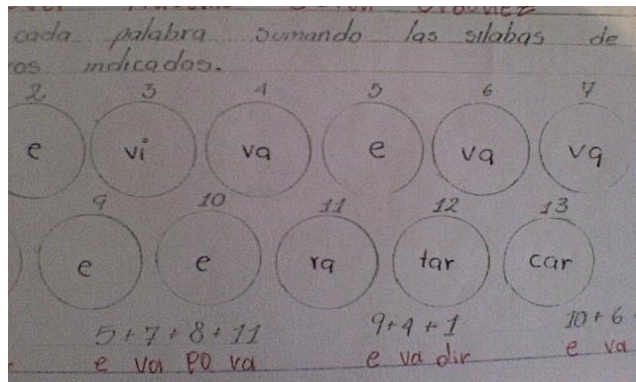 cada palabra sumando las silabas de
os indicados.
2 3 4 5 6 7
e vi va e va va
9 10 11 12 13
e e ra tar car
5+7+8+11 9+4+1 10+6
e va po va e va dir e va